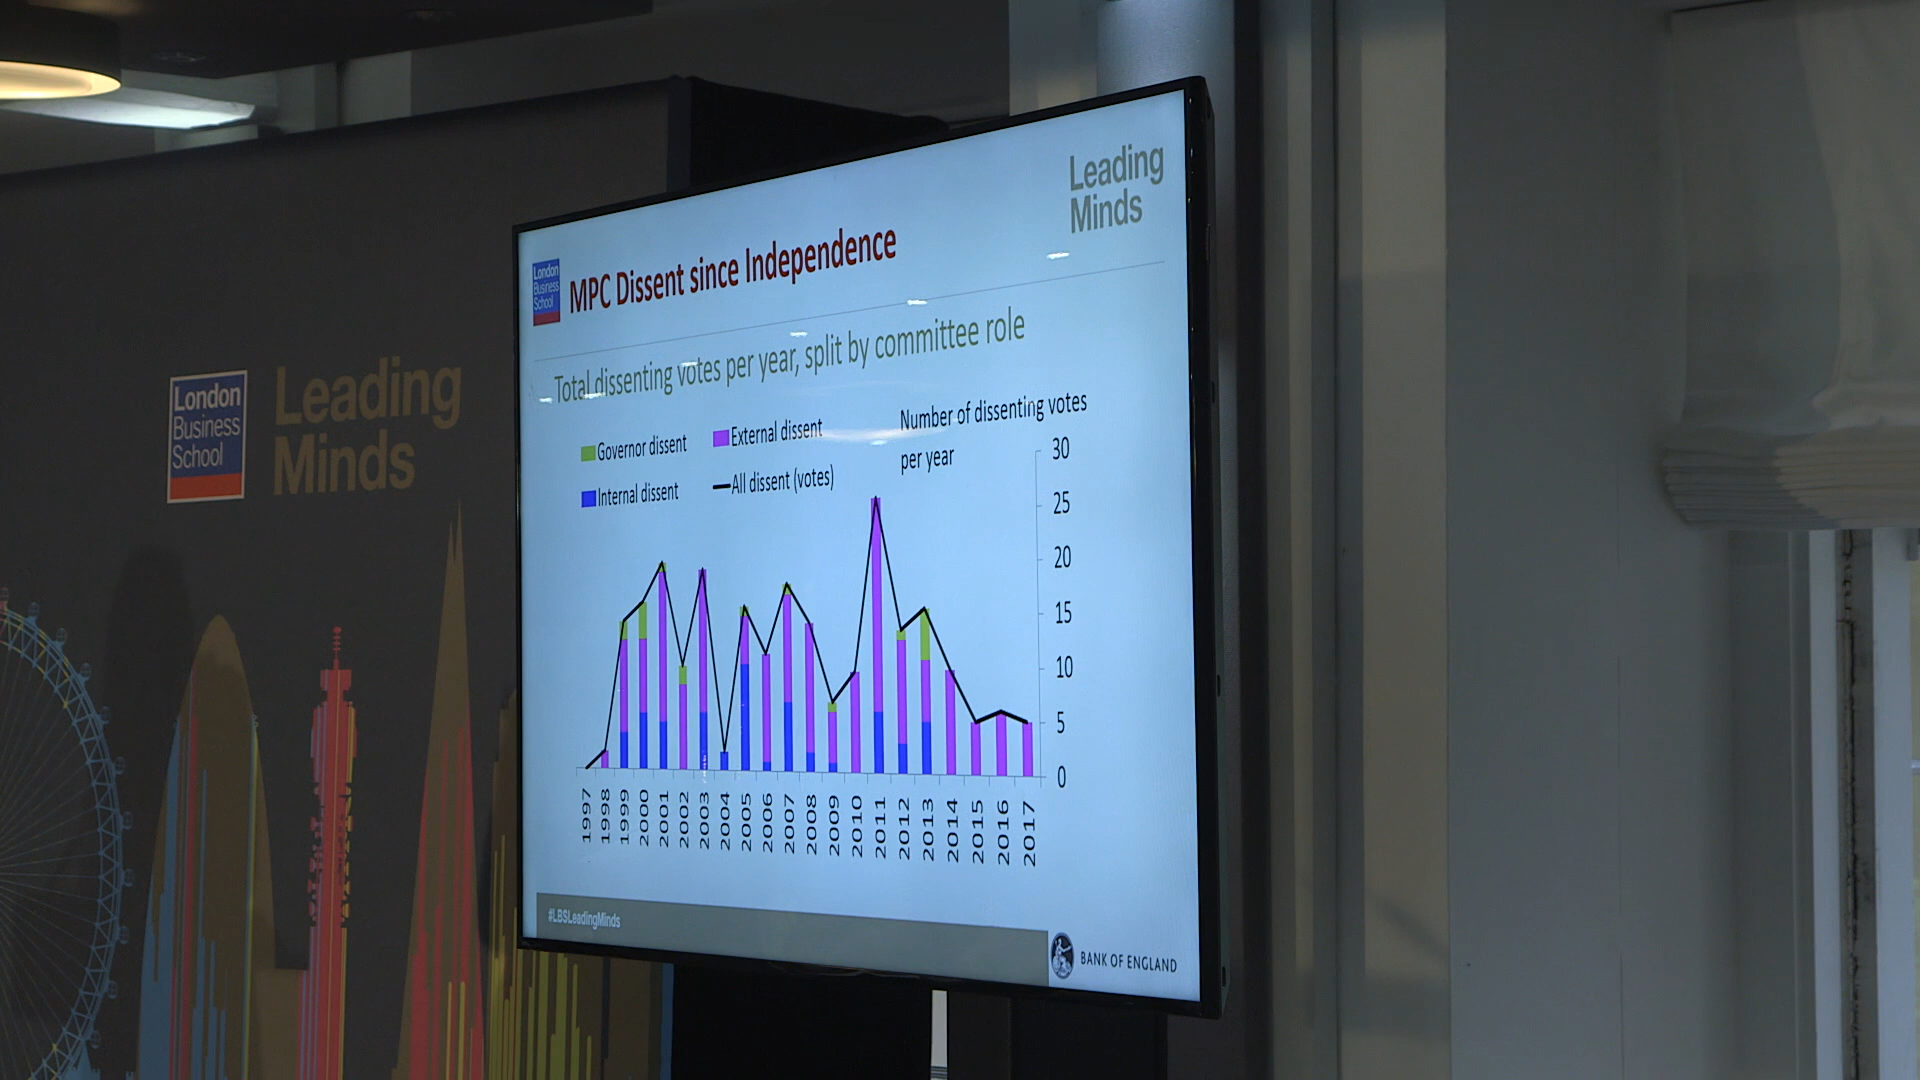 London
Business
School
Leading
Minds
Leading
Minds
London
Business
School
MPC Dissent since Independence
Total dissenting votes per year, split by committee role
Governor dissent
External dissent
Internal dissent
All dissent (votes)
Number of dissenting votes
per year
30
25
20
15
10
5
0
1997
1998
1999
2000
2001
2002
2003
2004
2005
2006
2007
2008
2009
2010
2011
2012
2013
2014
2015
2016
2017
#LBSLeadingMinds
BANK OF ENGLAND